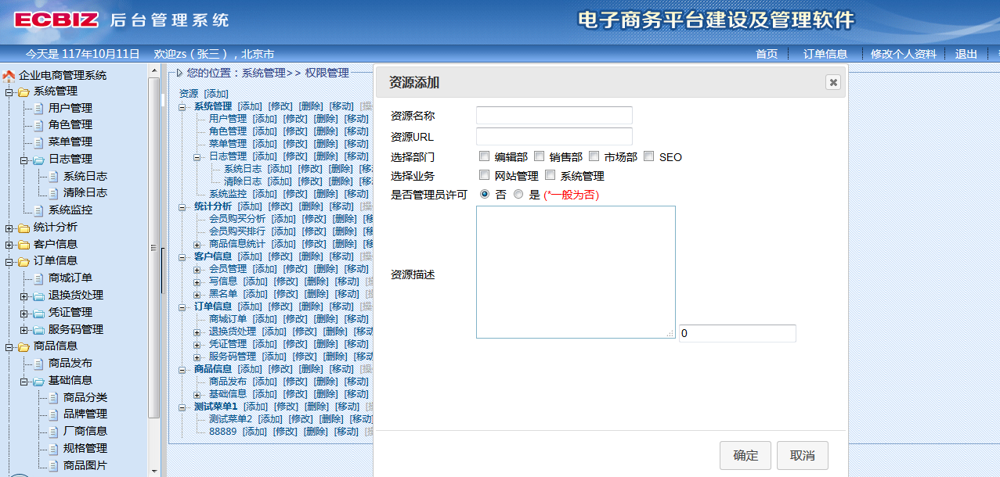 ECBIZ 后台管理系统
电子商务平台建设及管理软件
今天是 117年10月11日 欢迎zs（张三），北京市
首页 订单信息 修改个人资料 退出
企业电商管理系统
系统管理
用户管理
角色管理
菜单管理
日志管理
系统日志
清除日志
系统监控
统计分析
客户信息
订单信息
商城订单
退换货处理
凭证管理
服务码管理
商品信息
商品发布
基础信息
商品分类
品牌管理
厂商信息
规格管理
商品图片
您的位置：系统管理>> 权限管理
资源 [添加]
系统管理 [添加] [修改] [删除] [移动] [操
用户管理 [添加] [修改] [删除] [移动]
角色管理 [添加] [修改] [删除] [移动]
菜单管理 [添加] [修改] [删除] [移动]
日志管理 [添加] [修改] [删除] [移动]
系统日志 [添加] [修改] [删除] [移
清除日志 [添加] [修改] [删除] [移
系统监控 [添加] [修改] [删除] [移动]
统计分析 [添加] [修改] [删除] [移动] [操
会员购买分析 [添加] [修改] [删除] [移
会员购买排行 [添加] [修改] [删除] [移
商品信息统计 [添加] [修改] [删除] [移
客户信息 [添加] [修改] [删除] [移动] [操
会员管理 [添加] [修改] [删除] [移动]
写信息 [添加] [修改] [删除] [移动] [
黑名单 [添加] [修改] [删除] [移动] [
订单信息 [添加] [修改] [删除] [移动] [操
商城订单 [添加] [修改] [删除] [移动]
退换货处理 [添加] [修改] [删除] [移动
凭证管理 [添加] [修改] [删除] [移动]
服务码管理 [添加] [修改] [删除] [移动
商品信息 [添加] [修改] [删除] [移动] [操
商品发布 [添加] [修改] [删除] [移动]
基础信息 [添加] [修改] [删除] [移动]
测试菜单1 [添加] [修改] [删除] [移动] [
测试菜单2 [添加] [修改] [删除] [移动]
88889 [添加] [修改] [删除] [移动] [
资源添加
资源名称
资源URL
选择部门 编辑部 销售部 市场部 SEO
选择业务 网站管理 系统管理
是否管理员许可 否 是 (*一般为否)
资源描述
0
确定 取消